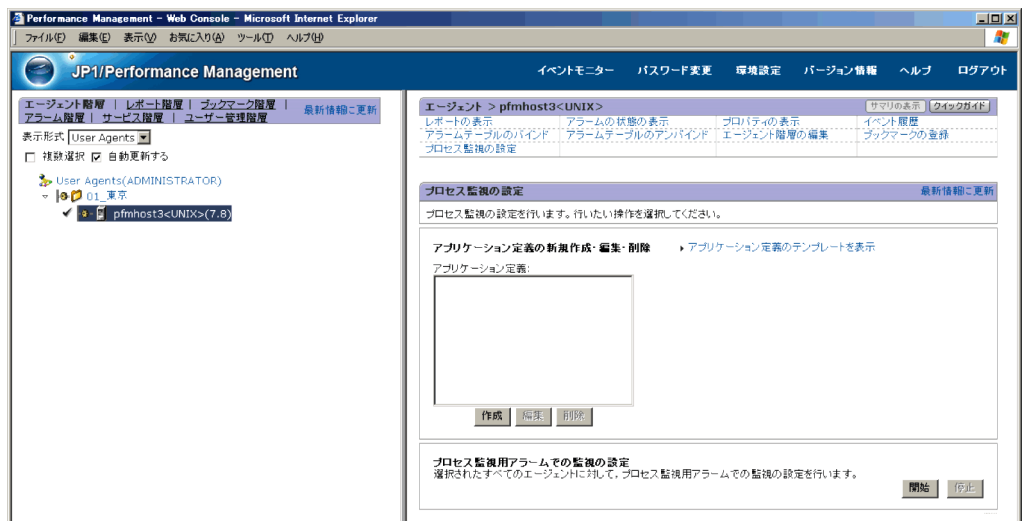 Performance Management - Web Console - Microsoft Internet Explorer
ファイル(F) 編集(E) 表示(V) お気に入り(A) ツール(T) ヘルプ(H)
JP1/Performance Management
イベントモニター パスワード変更 環境設定 バージョン情報 ヘルプ ログアウト
エージェント階層 | レポート階層 | ブックマーク階層 |
アラーム階層 | サービス階層 | ユーザー管理階層
最新情報に更新
表示形式 User Agents
複数選択 自動更新する
User Agents(ADMINISTRATOR)
01_東京
pfmhost3<UNIX>(7.8)
エージェント > pfmhost3<UNIX>
サマリの表示 クイックガイド
レポートの表示 アラームの状態の表示 プロパティの表示 イベント履歴
アラームテーブルのバインド アラームテーブルのアンバインド エージェント階層の編集 ブックマークの登録
プロセス監視の設定
プロセス監視の設定 最新情報に更新
プロセス監視の設定を行います。行いたい操作を選択してください。
アプリケーション定義の新規作成・編集・削除 アプリケーション定義のテンプレートを表示
アプリケーション定義:
作成 編集 削除
プロセス監視用アラームでの監視の設定
選択されたすべてのエージェントに対して,プロセス監視用アラームでの監視の設定を行います。
開始 停止